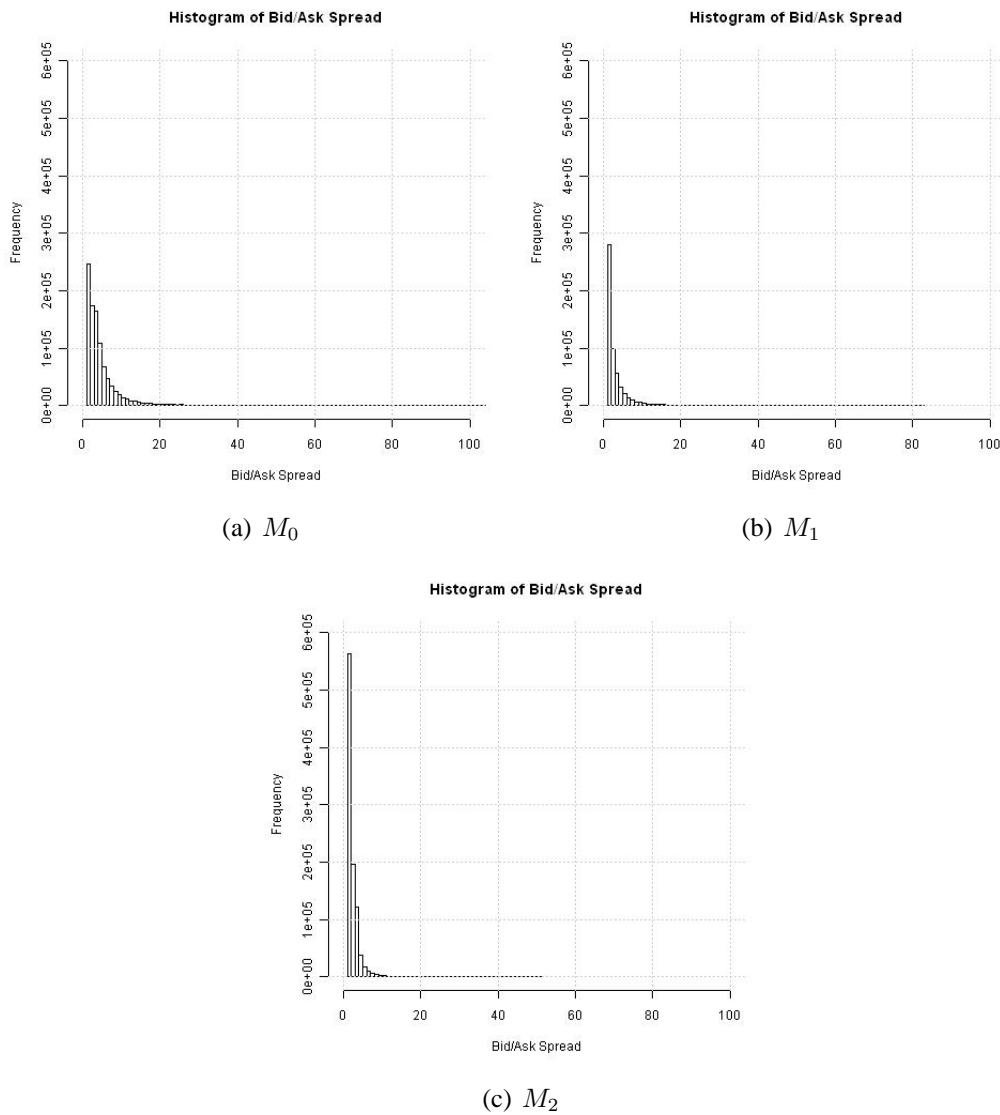 Histogram of Bid/Ask Spread
Frequency
0e+00 1e+05 2e+05 3e+05 4e+05 5e+05 6e+05
0 20 40 60 80 100
Bid/Ask Spread
(a) M₀
Histogram of Bid/Ask Spread
Frequency
0e+00 1e+05 2e+05 3e+05 4e+05 5e+05 6e+05
0 20 40 60 80 100
Bid/Ask Spread
(b) M₁
Histogram of Bid/Ask Spread
Frequency
0e+00 1e+05 2e+05 3e+05 4e+05 5e+05 6e+05
0 20 40 60 80 100
Bid/Ask Spread
(c) M₂